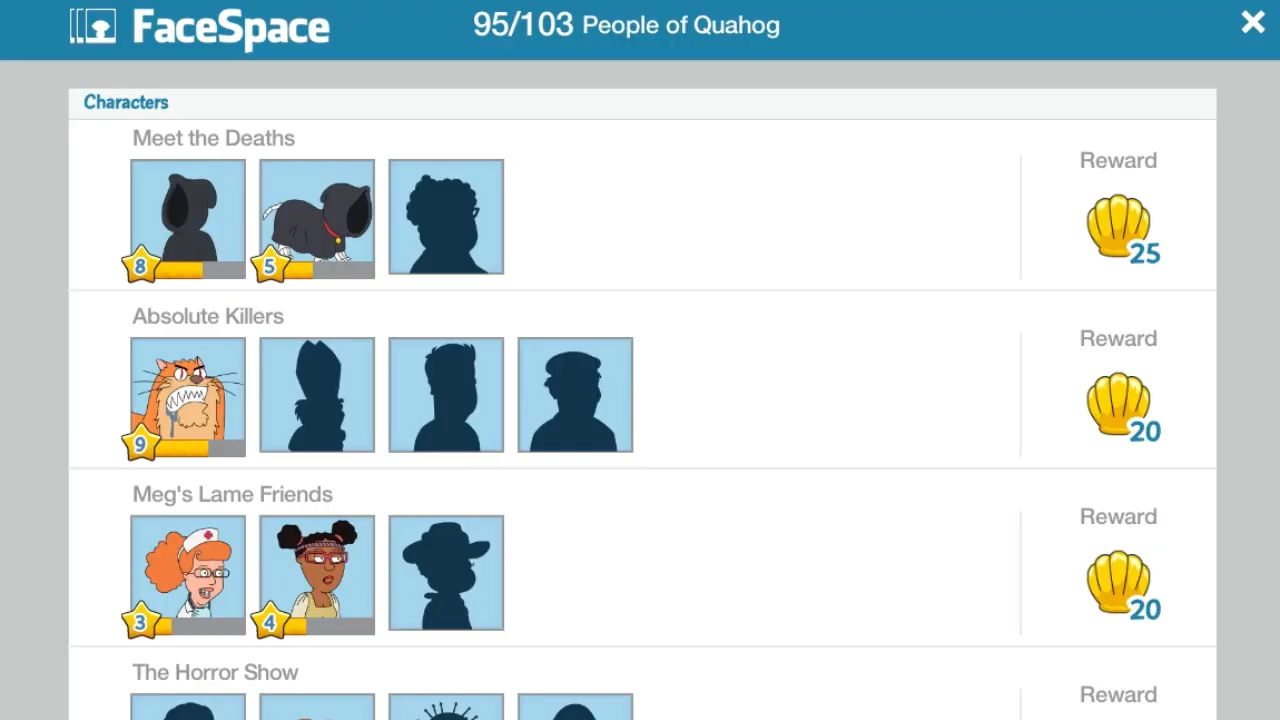 FaceSpace
95/103 People of Quahog
Characters
Meet the Deaths
Reward
8
5
25
Absolute Killers
Reward
9
20
Meg's Lame Friends
Reward
3
4
20
The Horror Show
Reward